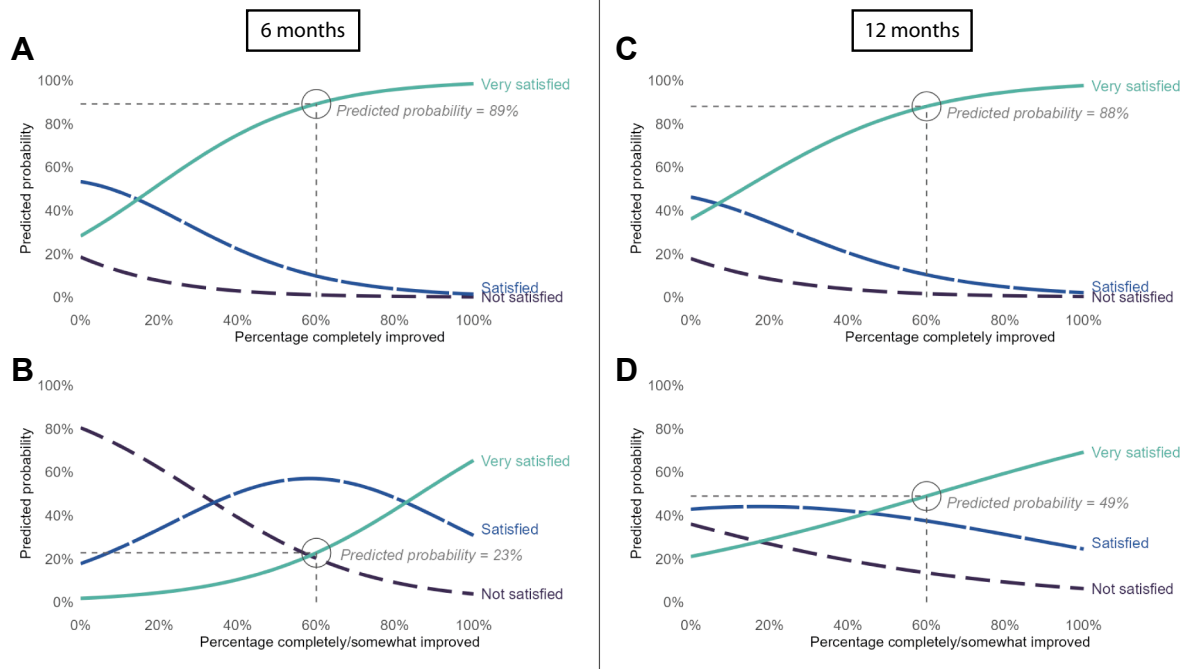 6 months
A
100%
80%
60%
40%
20%
0%
Predicted probability
Very satisfied
Predicted probability = 89%
Satisfied
Not satisfied
0%
20%
40%
60%
80%
100%
Percentage completely improved
B
100%
80%
60%
40%
20%
0%
Predicted probability
Very satisfied
Satisfied
Predicted probability = 23%
Not satisfied
0%
20%
40%
60%
80%
100%
Percentage completely/somewhat improved
12 months
C
100%
80%
60%
40%
20%
0%
Predicted probability
Very satisfied
Predicted probability = 88%
Satisfied
Not satisfied
0%
20%
40%
60%
80%
100%
Percentage completely improved
D
100%
80%
60%
40%
20%
0%
Predicted probability
Very satisfied
Predicted probability = 49%
Satisfied
Not satisfied
0%
20%
40%
60%
80%
100%
Percentage completely/somewhat improved